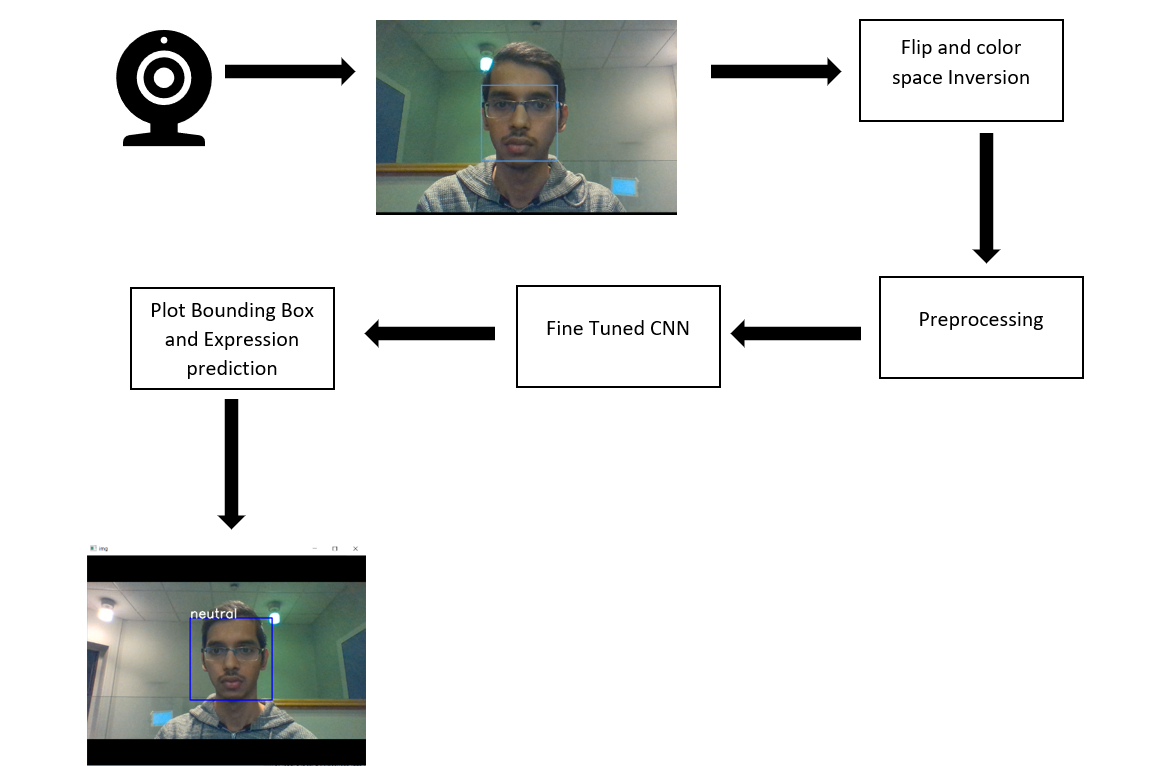 Flip and color
space Inversion
Preprocessing
Fine Tuned CNN
Plot Bounding Box
and Expression
prediction
img
neutral